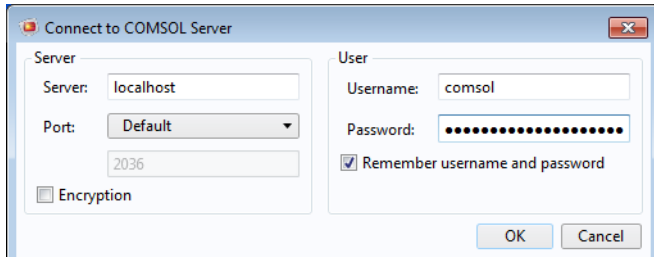 Connect to COMSOL Server
Server
Server: localhost
Port: Default
2036
Encryption
User
Username: comsol
Password: ●●●●●●●●●●●●●●●●●●●●
Remember username and password
OK Cancel